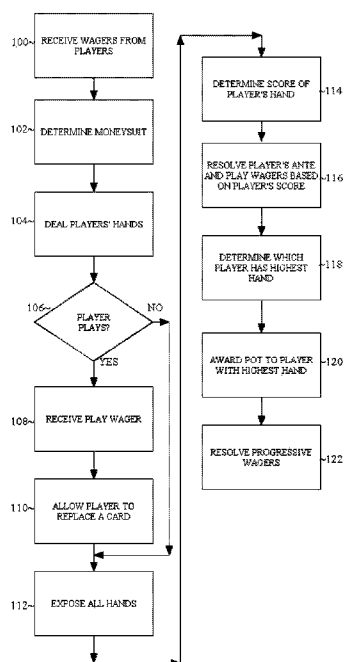 100
RECEIVE WAGERS FROM
PLAYERS
102
DETERMINE MONEYSUIT
104
DEAL PLAYERS' HANDS
106
PLAYER
PLAYS?
NO
YES
108
RECEIVE PLAY WAGER
110
ALLOW PLAYER TO
REPLACE A CARD
112
EXPOSE ALL HANDS
DETERMINE SCORE OF
PLAYER'S HAND
114
RESOLVE PLAYER'S ANTE
AND PLAY WAGERS BASED
ON PLAYER'S SCORE
116
DETERMINE WHICH
PLAYER HAS HIGHEST
HAND
118
AWARD POT TO PLAYER
WITH HIGHEST HAND
120
RESOLVE PROGRESSIVE
WAGERS
122